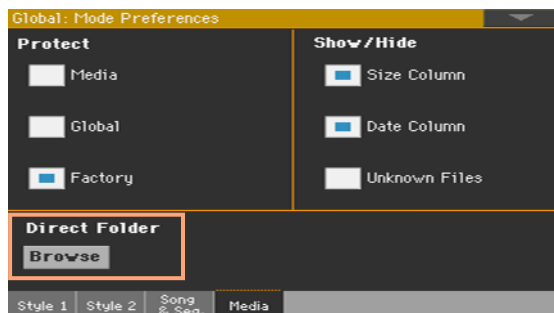 Global: Mode Preferences
Protect
Media
Global
Factory
Show/Hide
Size Column
Date Column
Unknown Files
Direct Folder
Browse
Style 1
Style 2
Song
& Seq.
Media